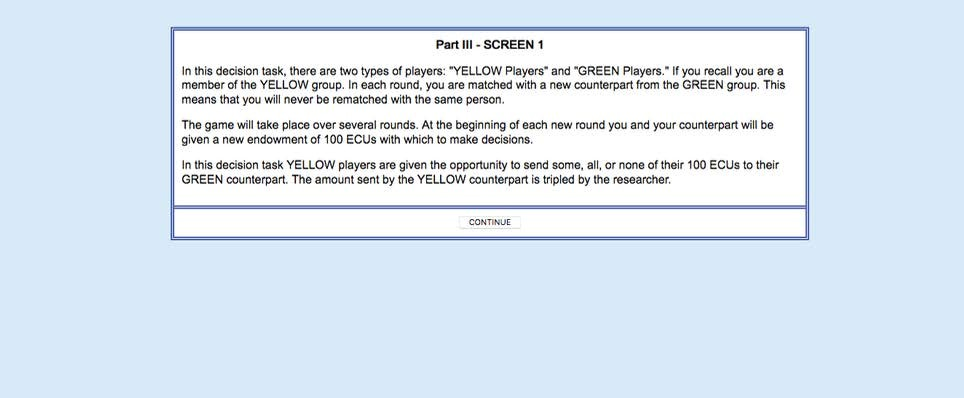 Part III - SCREEN 1
In this decision task, there are two types of players: "YELLOW Players" and "GREEN Players." If you recall you are a
member of the YELLOW group. In each round, you are matched with a new counterpart from the GREEN group. This
means that you will never be rematched with the same person.
The game will take place over several rounds. At the beginning of each new round you and your counterpart will be
given a new endowment of 100 ECUs with which to make decisions.
In this decision task YELLOW players are given the opportunity to send some, all, or none of their 100 ECUs to their
GREEN counterpart. The amount sent by the YELLOW counterpart is tripled by the researcher.
CONTINUE